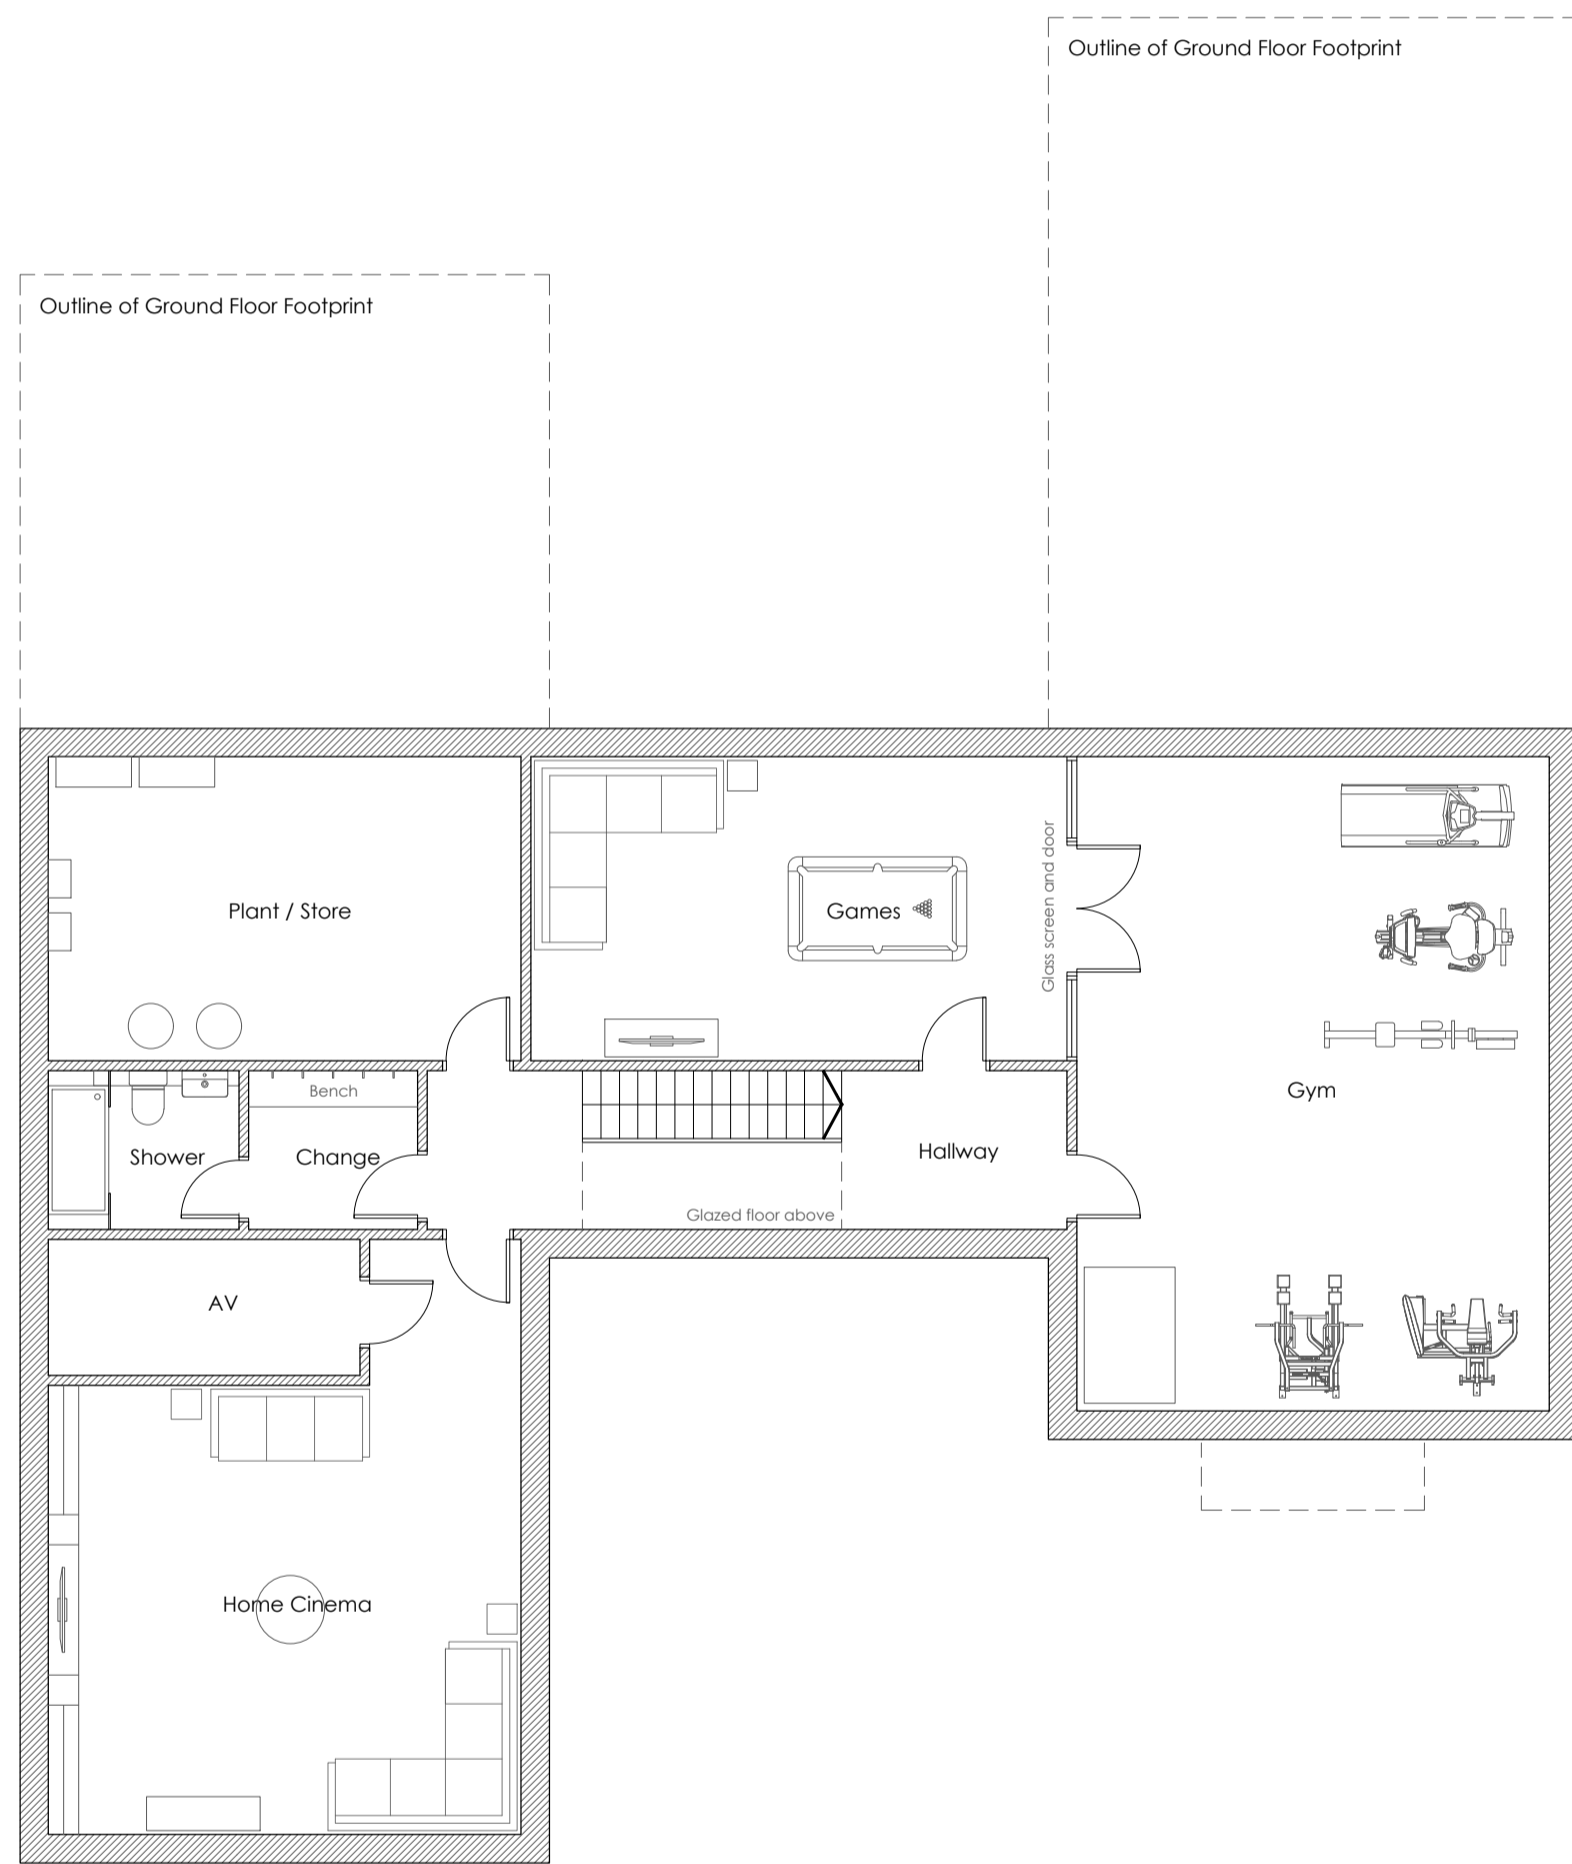 Outline of Ground Floor Footprint
Outline of Ground Floor Footprint
Plant / Store
Games
Glass screen and door
Gym
Bench
Shower
Change
Hallway
Glazed floor above
AV
Home Cinema